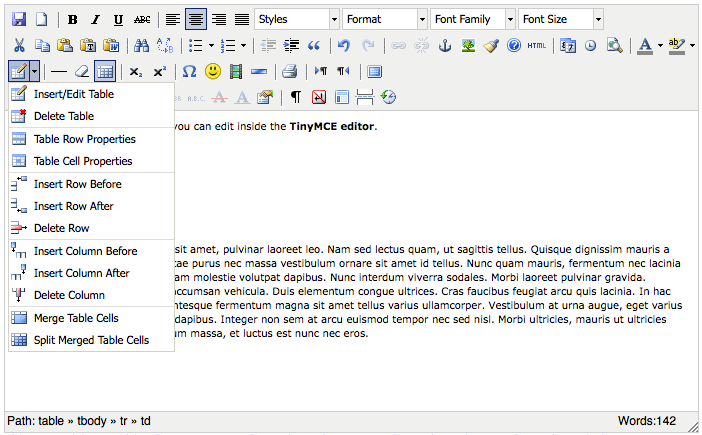 B I U ABC Styles Format Font Family Font Size
HTML A ab
x₂ x² Ω
A.B.C. A A ¶
Insert/Edit Table
Delete Table
Table Row Properties
Table Cell Properties
Insert Row Before
Insert Row After
Delete Row
Insert Column Before
Insert Column After
Delete Column
Merge Table Cells
Split Merged Table Cells
you can edit inside the TinyMCE editor.
sit amet, pulvinar laoreet leo. Nam sed lectus quam, ut sagittis tellus. Quisque dignissim mauris a
tae purus nec massa vestibulum ornare sit amet id tellus. Nunc quam mauris, fermentum nec lacinia
am molestie volutpat dapibus. Nunc interdum viverra sodales. Morbi laoreet pulvinar gravida.
ccumsan vehicula. Duis elementum congue ultrices. Cras faucibus feugiat arcu quis lacinia. In hac
ntesque fermentum magna sit amet tellus varius ullamcorper. Vestibulum at urna augue, eget varius
dapibus. Integer non sem at arcu euismod tempor nec sed nisl. Morbi ultricies, mauris ut ultricies
um massa, et luctus est nunc nec eros.
Path: table » tbody » tr » td Words:142